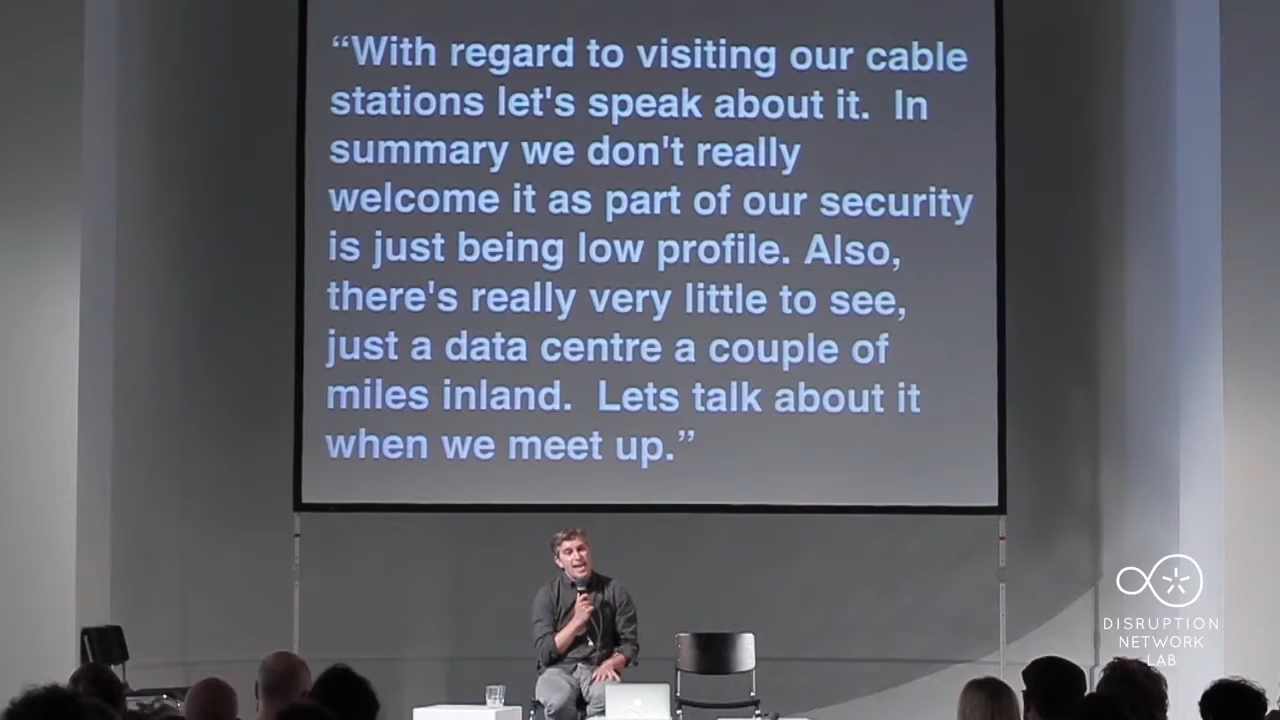 “With regard to visiting our cable
stations let's speak about it.  In
summary we don't really
welcome it as part of our security
is just being low profile. Also,
there's really very little to see,
just a data centre a couple of
miles inland.  Lets talk about it
when we meet up.”
DISRUPTION
NETWORK
LAB